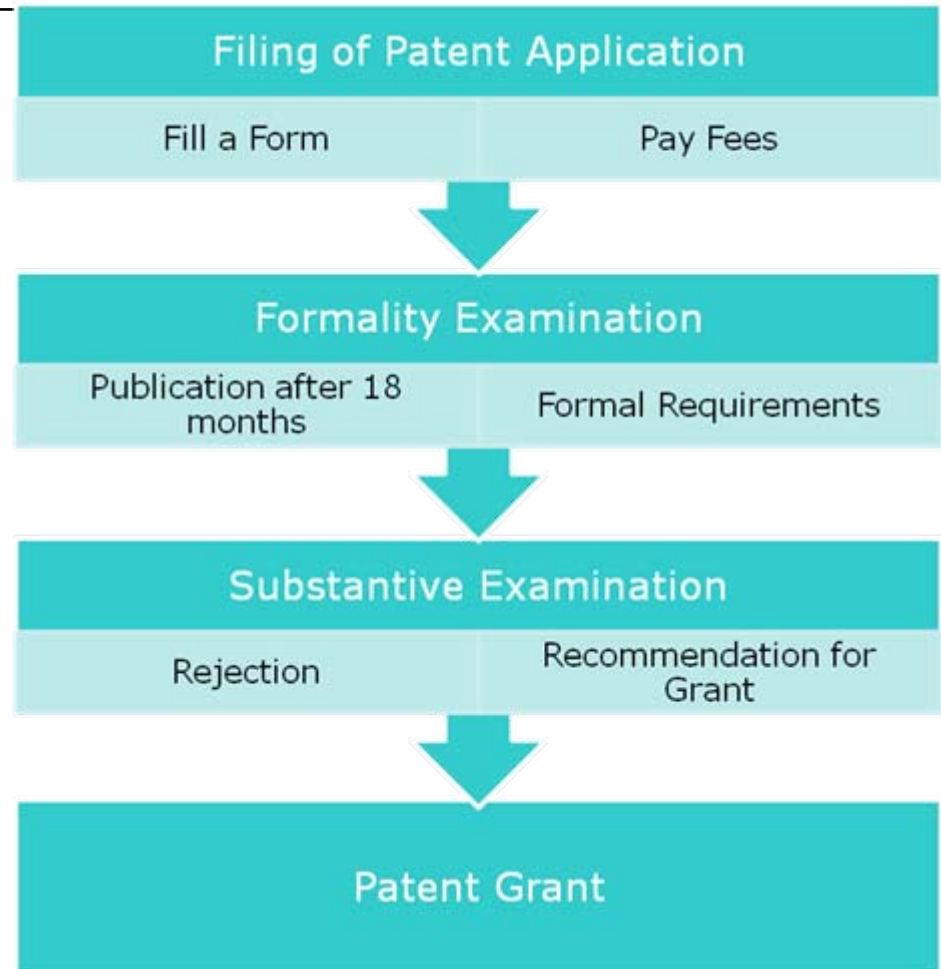 Filing of Patent Application
Fill a Form
Pay Fees
Formality Examination
Publication after 18
months
Formal Requirements
Substantive Examination
Rejection
Recommendation for
Grant
Patent Grant